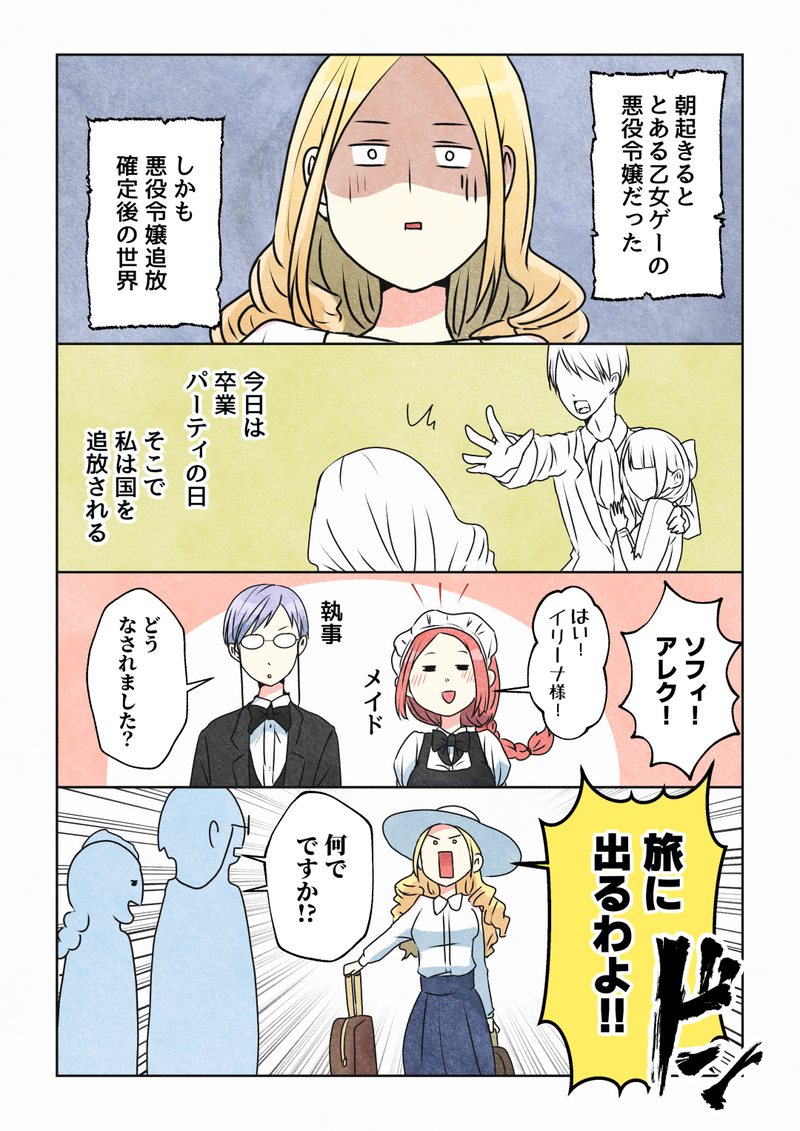 朝起きると
とある乙女ゲーの
悪役令嬢だった
しかも
悪役令嬢追放
確定後の世界
今日は
卒業
パーティの日
そこで
私は国を
追放される
ソフィ!
アレク!
はい!
イリーナ様!
メイド
執事
どう
なされました?
旅に
出るわよ!!
ドンッ
何で
ですか!?